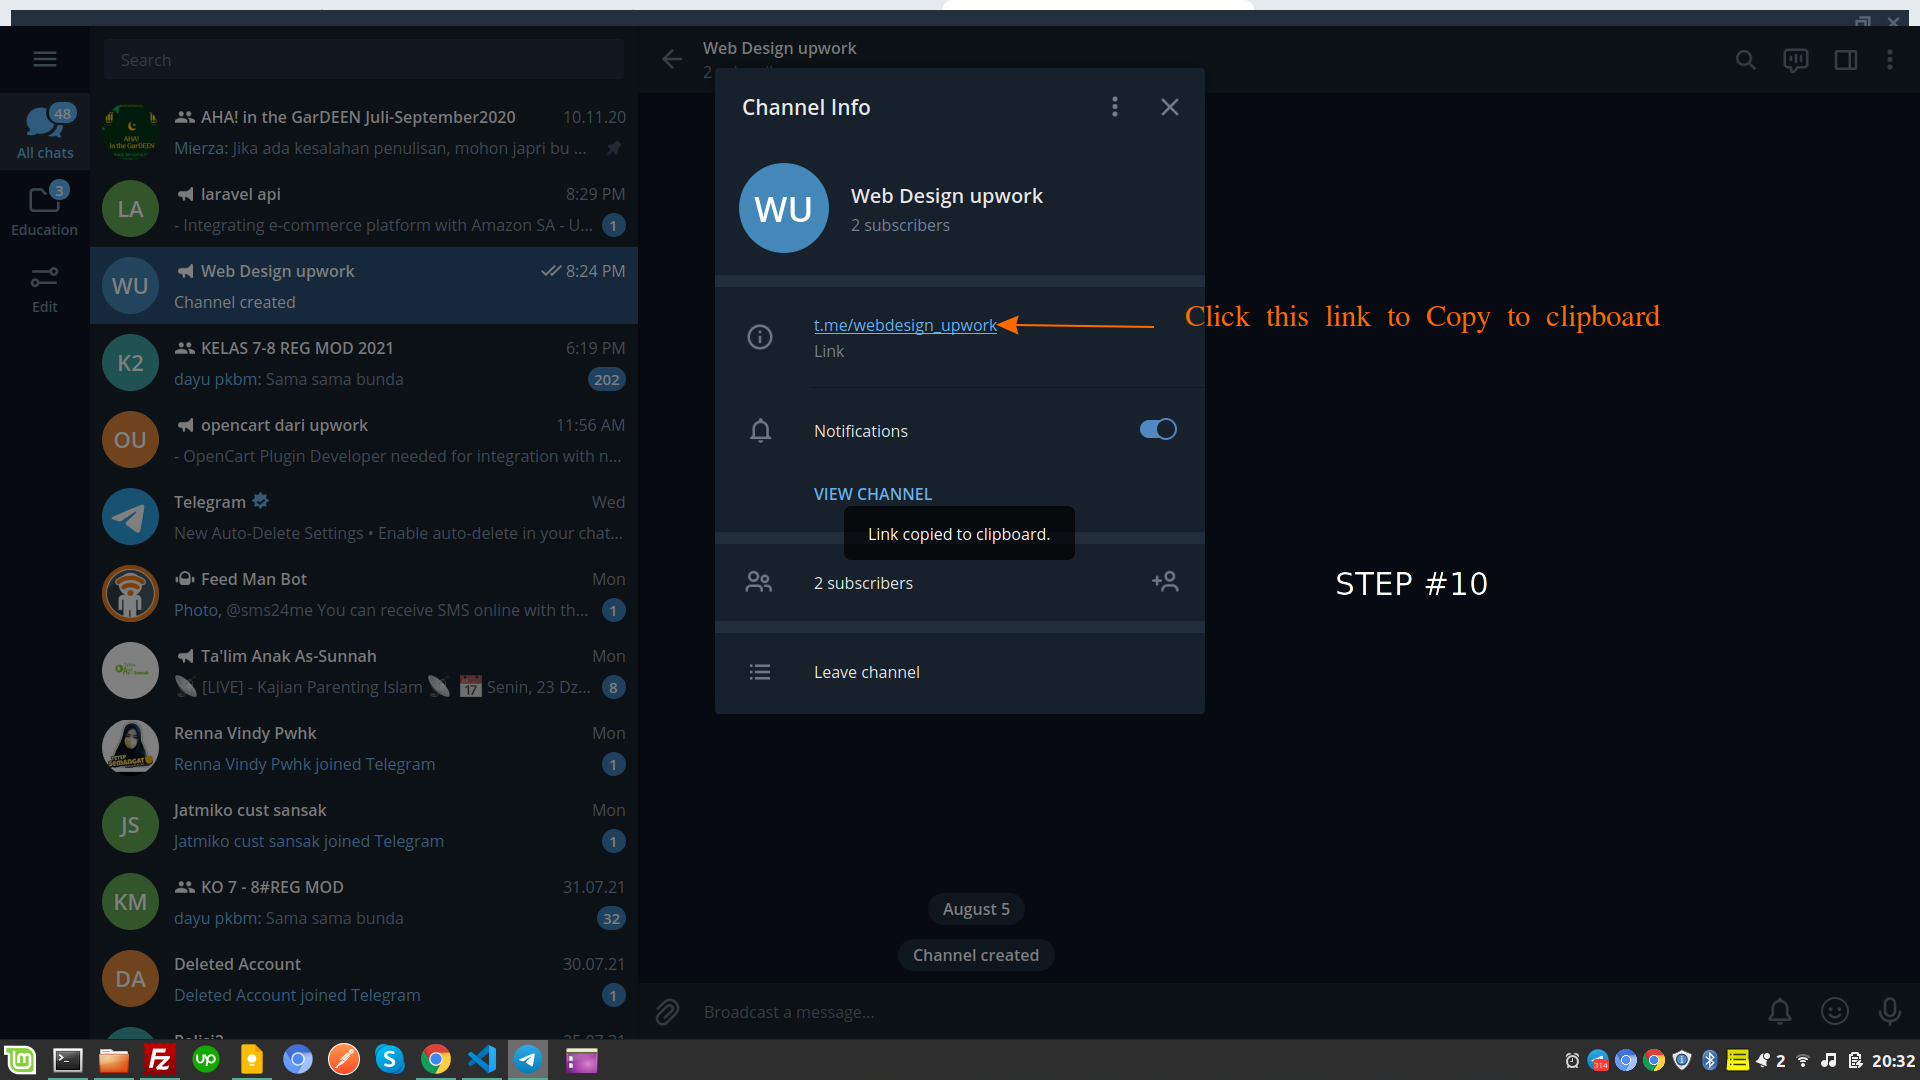 Web Design upwork
Search
48
All chats
3
Education
Edit
AHA! in the GarDEEN Juli-September2020 10.11.20
Mierza: Jika ada kesalahan penulisan, mohon japri bu ...
LA
laravel api 8:29 PM
- Integrating e-commerce platform with Amazon SA - U... 1
WU
Web Design upwork 8:24 PM
Channel created
K2
KELAS 7-8 REG MOD 2021 6:19 PM
dayu pkbm: Sama sama bunda 202
OU
opencart dari upwork 11:56 AM
- OpenCart Plugin Developer needed for integration with n...
Telegram Wed
New Auto-Delete Settings • Enable auto-delete in your chat...
Feed Man Bot Mon
Photo, @sms24me You can receive SMS online with th... 1
Ta'lim Anak As-Sunnah Mon
[LIVE] - Kajian Parenting Islam 17 Senin, 23 Dz... 8
Renna Vindy Pwhk Mon
Renna Vindy Pwhk joined Telegram 1
JS
Jatmiko cust sansak Mon
Jatmiko cust sansak joined Telegram 1
KM
KO 7 - 8#REG MOD 31.07.21
dayu pkbm: Sama sama bunda 32
DA
Deleted Account 30.07.21
Deleted Account joined Telegram 1
Channel Info
WU
Web Design upwork
2 subscribers
t.me/webdesign_upwork
Link
Click this link to Copy to clipboard
Notifications
VIEW CHANNEL
Link copied to clipboard.
2 subscribers
STEP #10
Leave channel
August 5
Channel created
Broadcast a message...
Fz
up
S
314
2
20:32